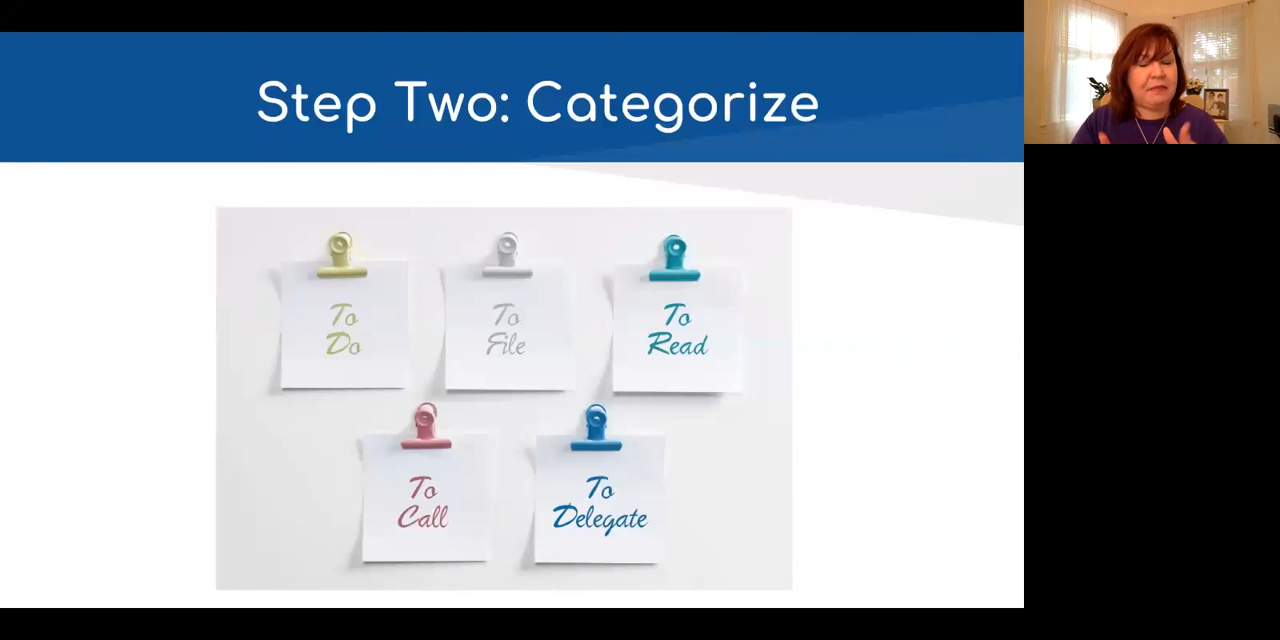 Step Two: Categorize
To
Do
To
File
To
Read
To
Call
To
Delegate